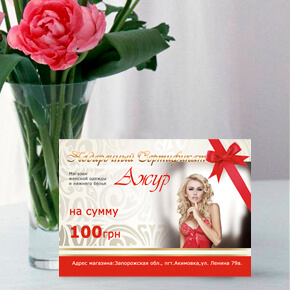 Подарочный Сертификат
Магазин
женской одежды
и нижнего белья
Ажур
на сумму
100грн
Адрес магазина:Запорожская обл., пгт.Акимовка,ул. Ленина 79в.